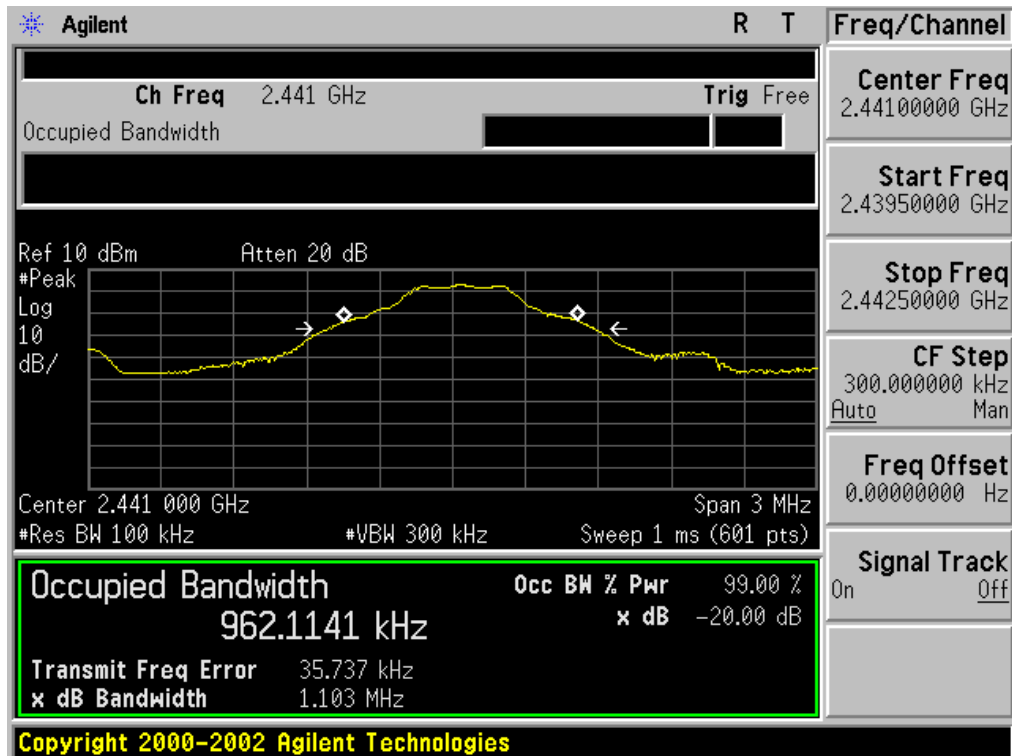 Agilent R T
Ch Freq 2.441 GHz Trig Free
Occupied Bandwidth
Ref 10 dBm Atten 20 dB
#Peak
Log
10
dB/
Center 2.441 000 GHz Span 3 MHz
#Res BW 100 kHz #VBW 300 kHz Sweep 1 ms (601 pts)
Occupied Bandwidth
962.1141 kHz
Occ BW % Pwr 99.00 %
x dB -20.00 dB
Transmit Freq Error 35.737 kHz
x dB Bandwidth 1.103 MHz
Copyright 2000-2002 Agilent Technologies
Freq/Channel
Center Freq
2.44100000 GHz
Start Freq
2.43950000 GHz
Stop Freq
2.44250000 GHz
CF Step
300.000000 kHz
Auto Man
Freq Offset
0.00000000 Hz
Signal Track
On Off